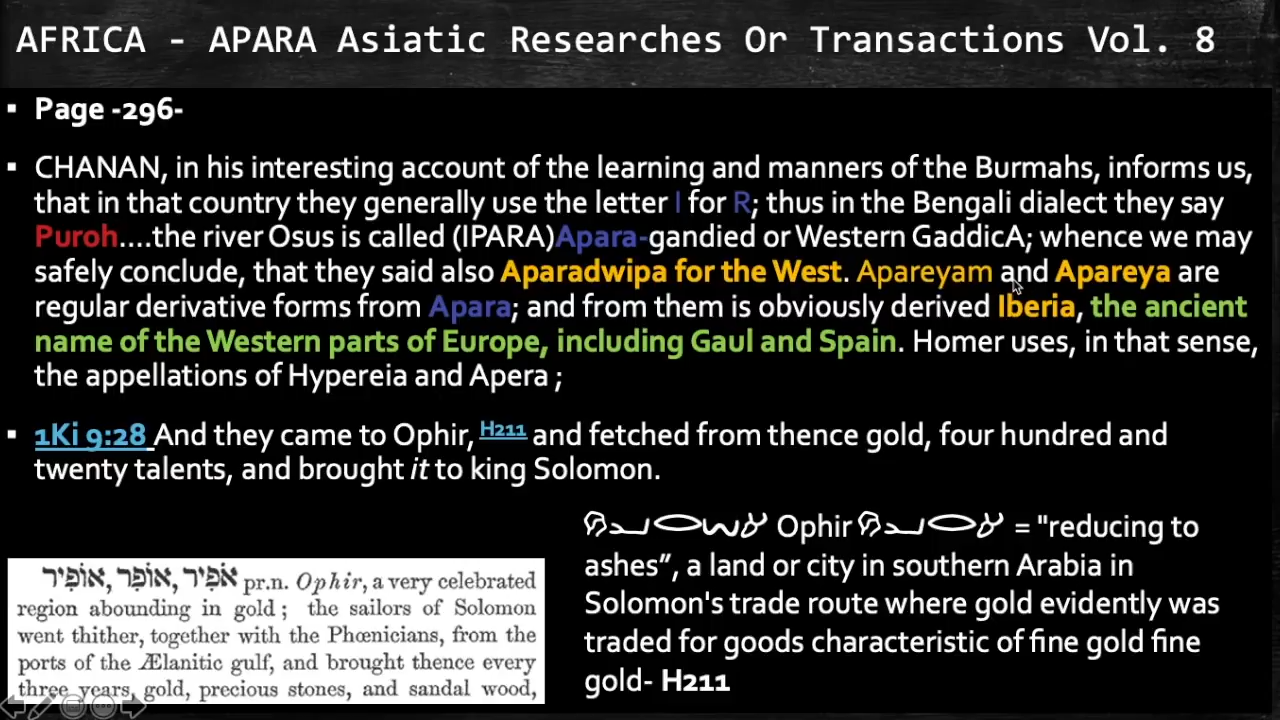 AFRICA - APARA Asiatic Researches Or Transactions Vol. 8
▪ Page -296-
▪ CHANAN, in his interesting account of the learning and manners of the Burmahs, informs us,
that in that country they generally use the letter I for R; thus in the Bengali dialect they say
Puroh....the river Osus is called (IPARA)Apara-gandied or Western GaddicA; whence we may
safely conclude, that they said also Aparadwipa for the West. Apareyam and Apareya are
regular derivative forms from Apara; and from them is obviously derived Iberia, the ancient
name of the Western parts of Europe, including Gaul and Spain. Homer uses, in that sense,
the appellations of Hypereia and Apera ;
▪ 1Ki 9:28 And they came to Ophir, H211 and fetched from thence gold, four hundred and
twenty talents, and brought it to king Solomon.
Ophir = "reducing to
ashes”, a land or city in southern Arabia in
Solomon's trade route where gold evidently was
traded for goods characteristic of fine gold fine
gold- H211
אֹפִיר, אוֹפִר, אוֹפִיר pr.n. Ophir, a very celebrated
region abounding in gold ; the sailors of Solomon
went thither, together with the Phœnicians, from the
ports of the Ælanitic gulf, and brought thence every
three years, gold, precious stones, and sandal wood,